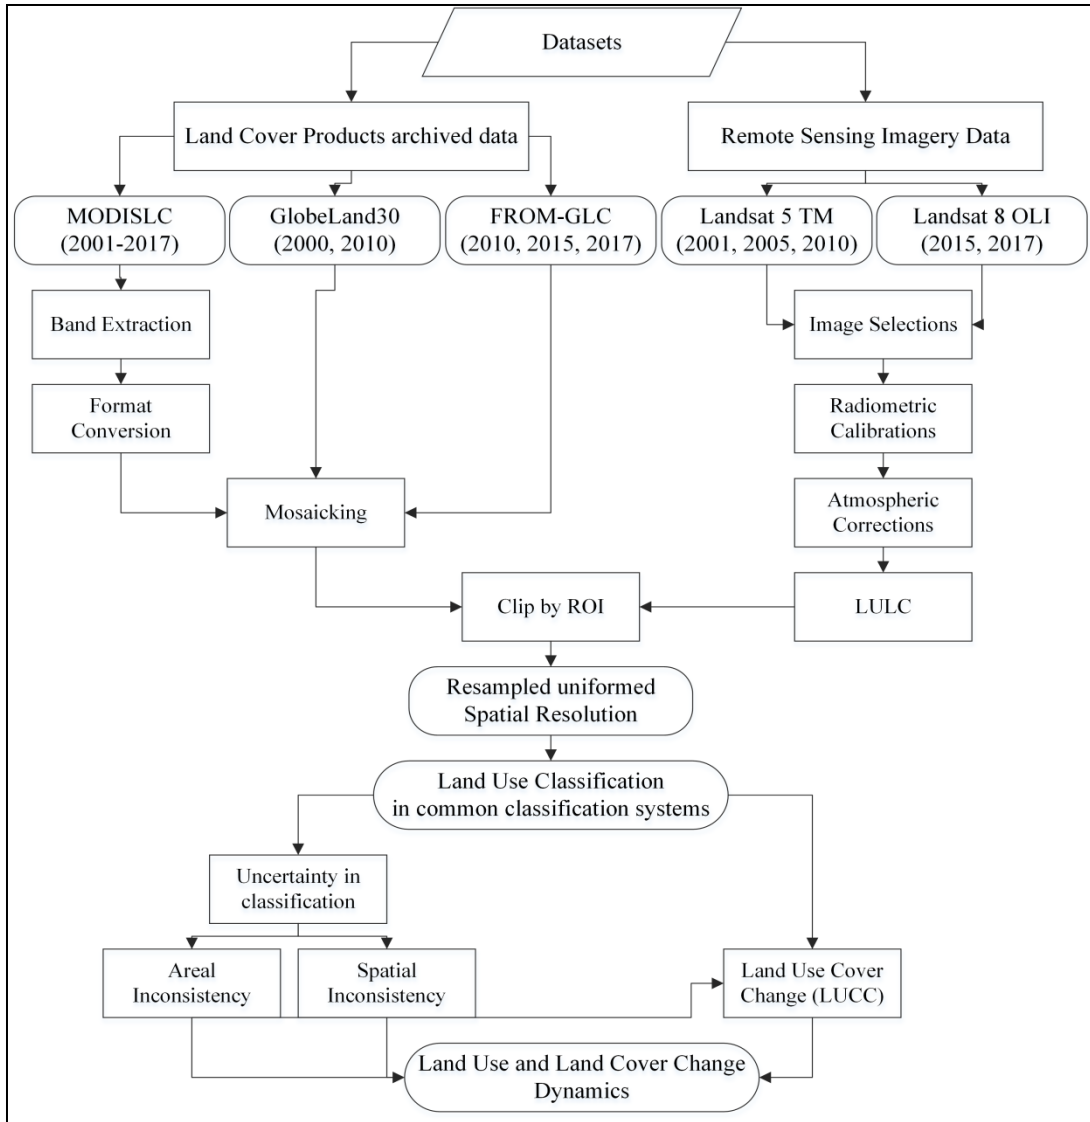 Datasets
Land Cover Products archived data
Remote Sensing Imagery Data
MODISLC
(2001-2017)
GlobeLand30
(2000, 2010)
FROM-GLC
(2010, 2015, 2017)
Landsat 5 TM
(2001, 2005, 2010)
Landsat 8 OLI
(2015, 2017)
Band Extraction
Image Selections
Format
Conversion
Radiometric
Calibrations
Mosaicking
Atmospheric
Corrections
Clip by ROI
LULC
Resampled uniformed
Spatial Resolution
Land Use Classification
in common classification systems
Uncertainty in
classification
Areal
Inconsistency
Spatial
Inconsistency
Land Use Cover
Change (LUCC)
Land Use and Land Cover Change
Dynamics